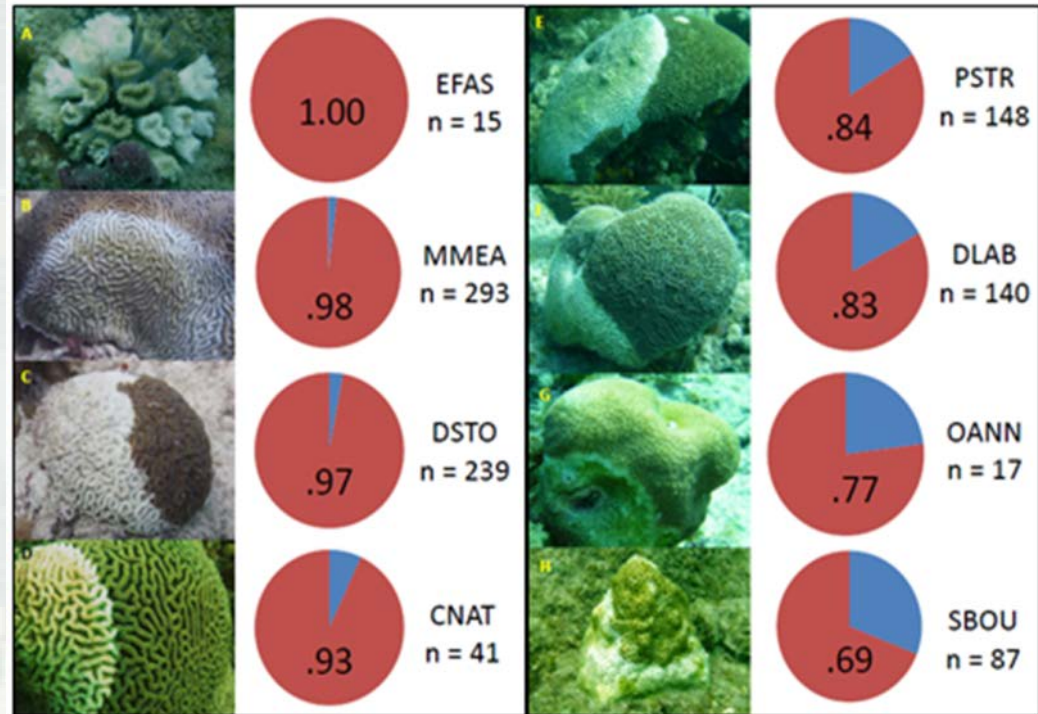 A
1.00
EFAS
n = 15
B
.98
MMEA
n = 293
C
.97
DSTO
n = 239
D
.93
CNAT
n = 41
E
.84
PSTR
n = 148
F
.83
DLAB
n = 140
G
.77
OANN
n = 17
H
.69
SBOU
n = 87